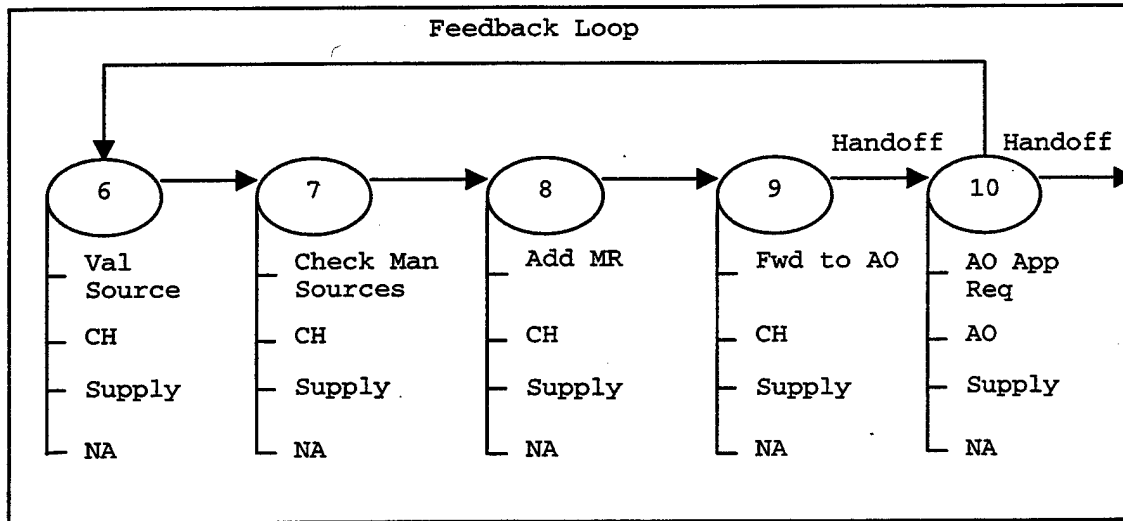 Feedback Loop
Handoff
Handoff
6
7
8
9
10
Val
Source
CH
Supply
NA
Check Man
Sources
CH
Supply
NA
Add MR
CH
Supply
NA
Fwd to AO
CH
Supply
NA
AO App
Req
AO
Supply
NA